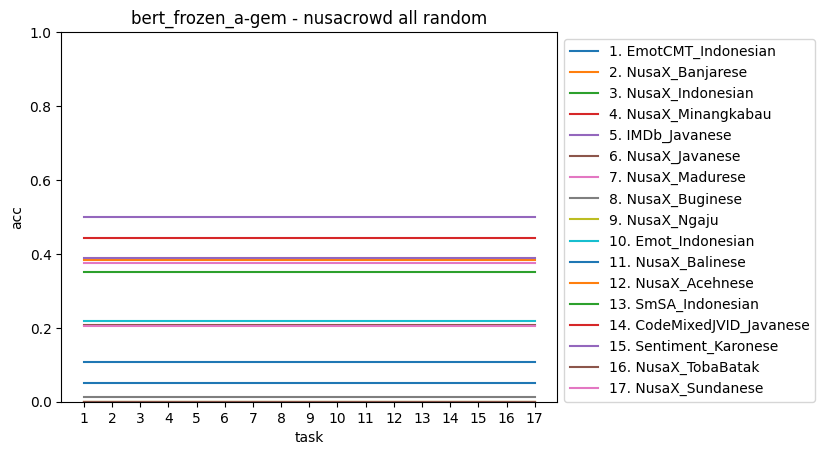 bert_frozen_a-gem - nusacrowd all random
1.0
0.8
0.6
0.4
0.2
0.0
acc
1 2 3 4 5 6 7 8 9 10 11 12 13 14 15 16 17
task
1. EmotCMT_Indonesian
2. NusaX_Banjarese
3. NusaX_Indonesian
4. NusaX_Minangkabau
5. IMDb_Javanese
6. NusaX_Javanese
7. NusaX_Madurese
8. NusaX_Buginese
9. NusaX_Ngaju
10. Emot_Indonesian
11. NusaX_Balinese
12. NusaX_Acehnese
13. SmSA_Indonesian
14. CodeMixedJVID_Javanese
15. Sentiment_Karonese
16. NusaX_TobaBatak
17. NusaX_Sundanese